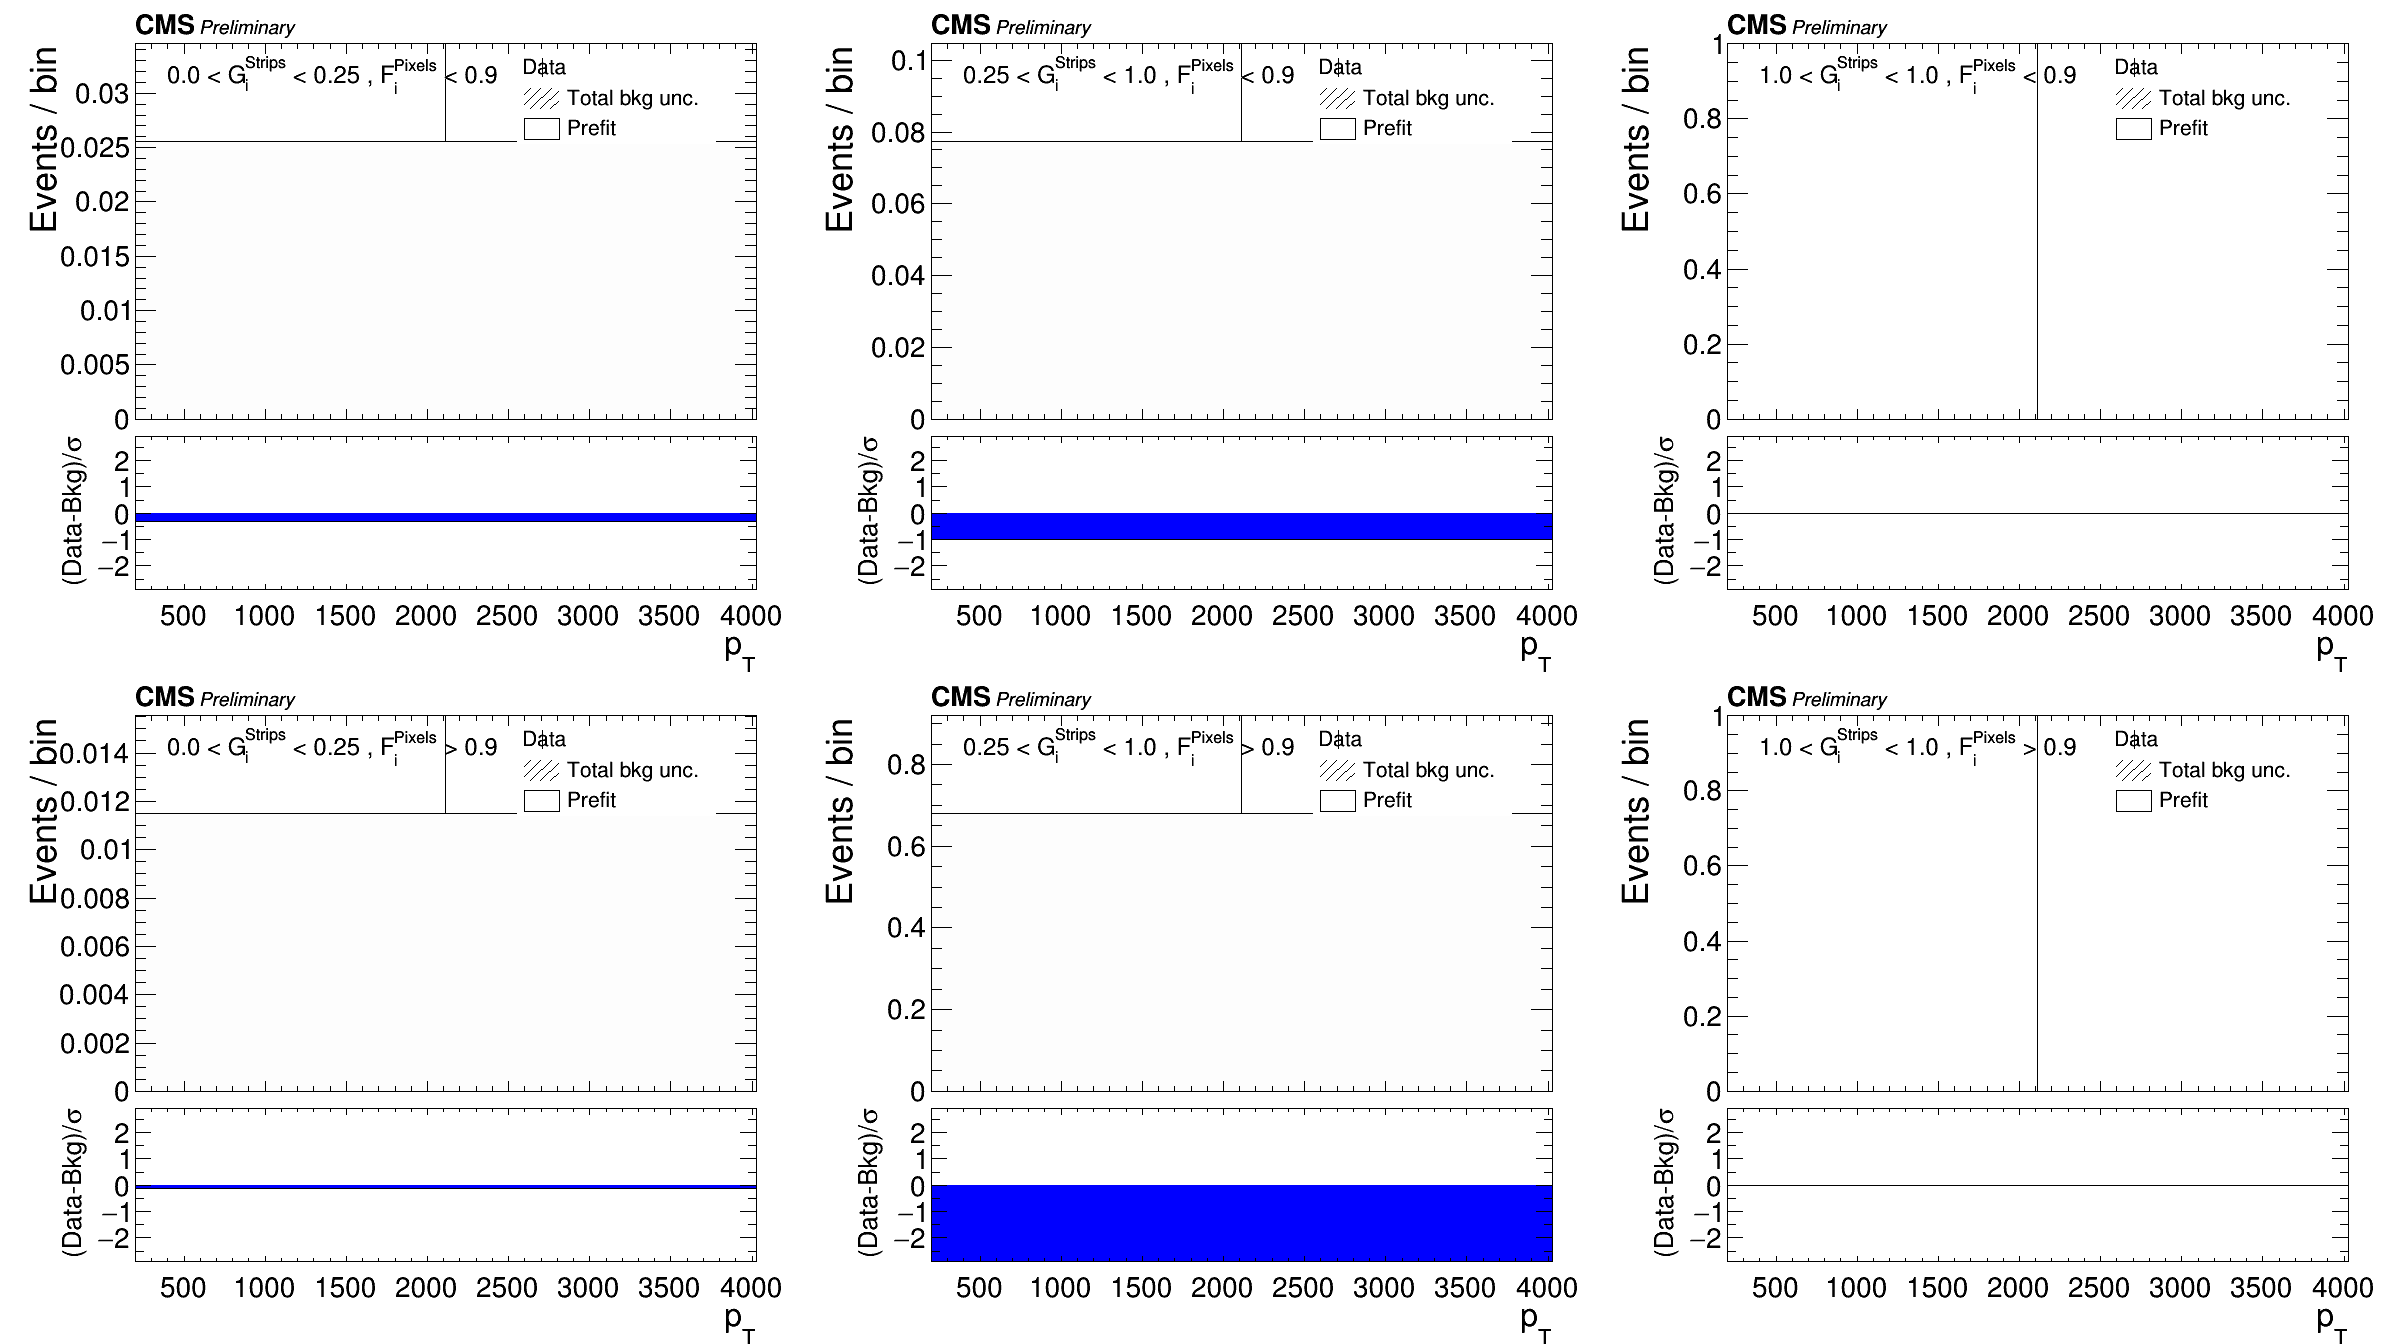 CMS Preliminary
Events / bin
0.0 < G_i^Strips < 0.25 , F_i^Pixels < 0.9
Data
Total bkg unc.
Prefit
0.03
0.025
0.02
0.015
0.01
0.005
0
(Data-Bkg)/σ
2
1
0
−1
−2
500 1000 1500 2000 2500 3000 3500 4000
p_T
CMS Preliminary
Events / bin
0.25 < G_i^Strips < 1.0 , F_i^Pixels < 0.9
Data
Total bkg unc.
Prefit
0.1
0.08
0.06
0.04
0.02
0
(Data-Bkg)/σ
2
1
0
−1
−2
500 1000 1500 2000 2500 3000 3500 4000
p_T
CMS Preliminary
Events / bin
1.0 < G_i^Strips < 1.0 , F_i^Pixels < 0.9
Data
Total bkg unc.
Prefit
1
0.8
0.6
0.4
0.2
0
(Data-Bkg)/σ
2
1
0
−1
−2
500 1000 1500 2000 2500 3000 3500 4000
p_T
CMS Preliminary
Events / bin
0.0 < G_i^Strips < 0.25 , F_i^Pixels > 0.9
Data
Total bkg unc.
Prefit
0.014
0.012
0.01
0.008
0.006
0.004
0.002
0
(Data-Bkg)/σ
2
1
0
−1
−2
500 1000 1500 2000 2500 3000 3500 4000
p_T
CMS Preliminary
Events / bin
0.25 < G_i^Strips < 1.0 , F_i^Pixels > 0.9
Data
Total bkg unc.
Prefit
0.8
0.6
0.4
0.2
0
(Data-Bkg)/σ
2
1
0
−1
−2
500 1000 1500 2000 2500 3000 3500 4000
p_T
CMS Preliminary
Events / bin
1.0 < G_i^Strips < 1.0 , F_i^Pixels > 0.9
Data
Total bkg unc.
Prefit
1
0.8
0.6
0.4
0.2
0
(Data-Bkg)/σ
2
1
0
−1
−2
500 1000 1500 2000 2500 3000 3500 4000
p_T